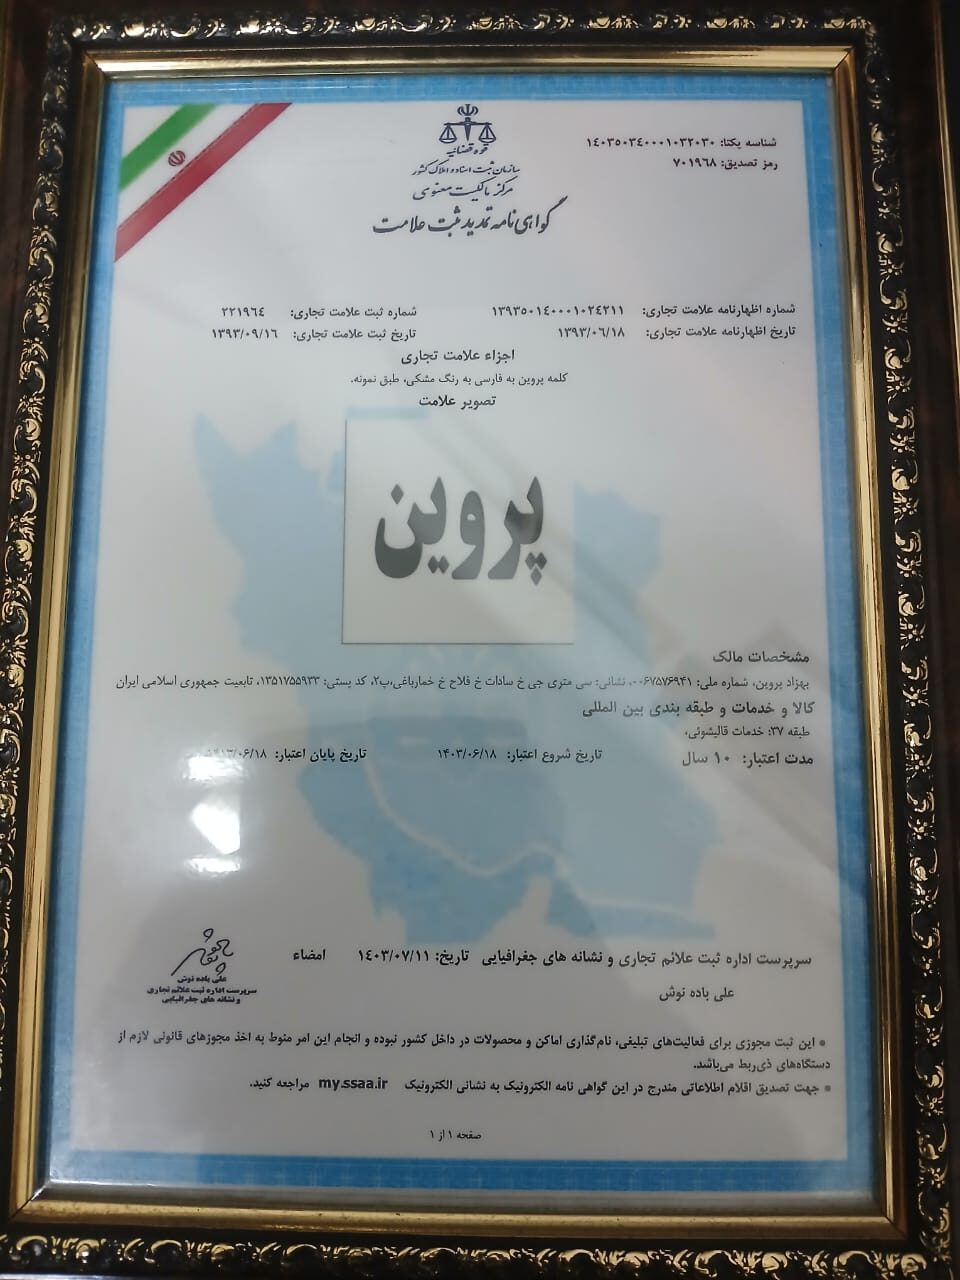 قوه قضائیه
سازمان ثبت اسناد و املاک کشور
مرکز مالکیت معنوی
گواهی نامه تمدید ثبت علامت
شناسه یکتا: ۱۴۰۳۵۰۳۴۰۰۰۱۰۳۲۰۳۰
رمز تصدیق: ۷۰۱۹۶۸
شماره اظهارنامه علامت تجاری: ۱۳۹۳۵۰۱۴۰۰۰۱۰۲۴۲۱۱ شماره ثبت علامت تجاری: ۲۲۱۹۶۴
تاریخ اظهارنامه علامت تجاری: ۱۳۹۳/۰۶/۱۸ تاریخ ثبت علامت تجاری: ۱۳۹۳/۰۹/۱۶
اجزاء علامت تجاری
کلمه پروین به فارسی به رنگ مشکی، طبق نمونه.
تصویر علامت
پروین
مشخصات مالک
بهزاد پروین، شماره ملی: ۰۰۶۷۵۷۶۹۴۱، نشانی: سی متری جی خ سادات خ فلاح خ خمارباغی،پ۲، کد پستی: ۱۳۵۱۷۵۵۹۳۳، تابعیت جمهوری اسلامی ایران
کالا و خدمات و طبقه بندی بین المللی
طبقه ۳۷: خدمات قالیشوئی،
مدت اعتبار: ۱۰ سال تاریخ شروع اعتبار: ۱۴۰۳/۰۶/۱۸ تاریخ پایان اعتبار: ۱۴۱۳/۰۶/۱۸
سرپرست اداره ثبت علائم تجاری و نشانه های جغرافیایی تاریخ: ۱۴۰۳/۰۷/۱۱ امضاء
علی باده نوش
علی باده نوش
سرپرست اداره ثبت علائم تجاری
و نشانه های جغرافیایی
• این ثبت مجوزی برای فعالیت‌های تبلیغی، نام‌گذاری اماکن و محصولات در داخل کشور نبوده و انجام این امر منوط به اخذ مجوزهای قانونی لازم از
دستگاه‌های ذی‌ربط می‌باشد.
• جهت تصدیق اقلام اطلاعاتی مندرج در این گواهی نامه الکترونیک به نشانی الکترونیک my.ssaa.ir مراجعه کنید.
صفحه ۱ از ۱